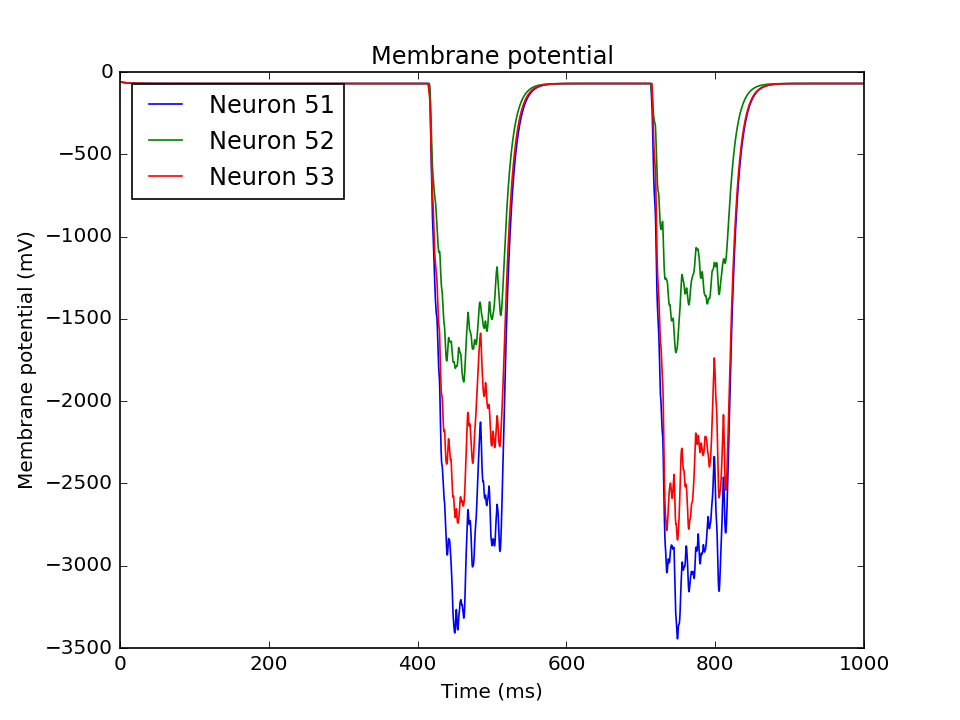 Membrane potential
Membrane potential (mV)
0
−500
−1000
−1500
−2000
−2500
−3000
−3500
Neuron 51
Neuron 52
Neuron 53
0 200 400 600 800 1000
Time (ms)